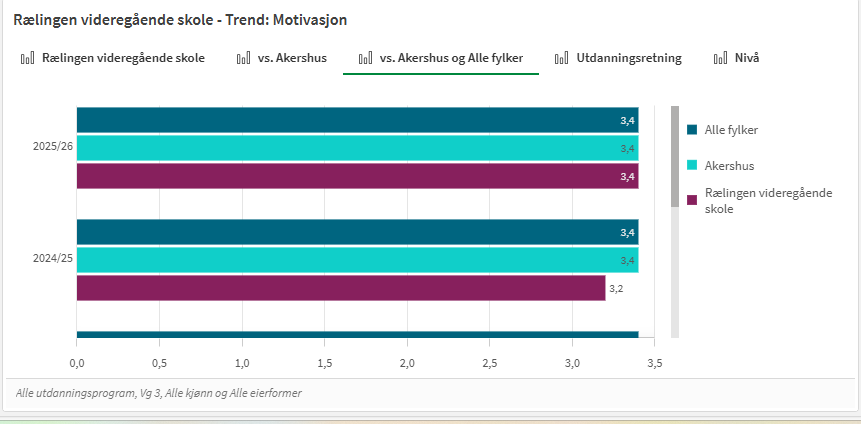 Rælingen videregående skole - Trend: Motivasjon
Rælingen videregående skole vs. Akershus vs. Akershus og Alle fylker Utdanningsretning Nivå
2025/26
3,4
3,4
3,4
2024/25
3,4
3,4
3,2
0,0 0,5 1,0 1,5 2,0 2,5 3,0 3,5
Alle fylker
Akershus
Rælingen videregående
skole
Alle utdanningsprogram, Vg 3, Alle kjønn og Alle eierformer